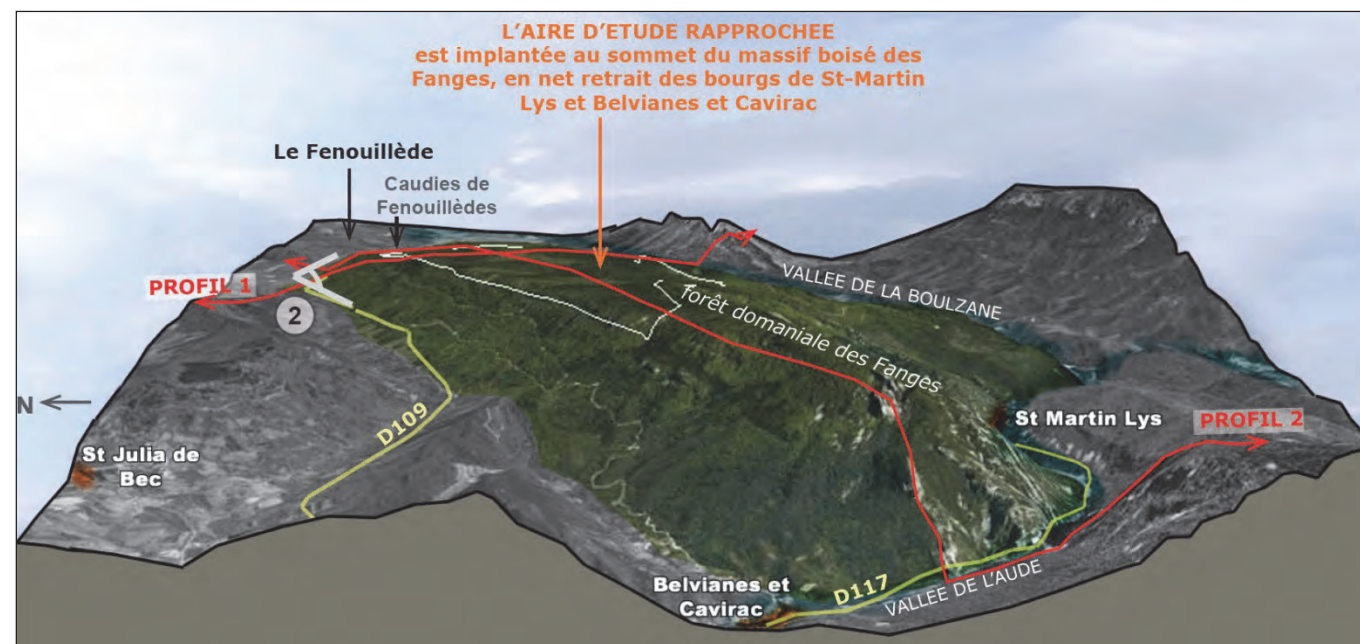 L'AIRE D'ETUDE RAPPROCHEE
est implantée au sommet du massif boisé des
Fanges, en net retrait des bourgs de St-Martin
Lys et Belvianes et Cavirac
Le Fenouillède
Caudies de
Fenouillèdes
PROFIL 1
2
VALLEE DE LA BOULZANE
forêt domaniale des Fanges
N
D109
St Martin Lys
PROFIL 2
St Julia de
Bec
Belvianes et
Cavirac
D117
VALLEE DE L'AUDE